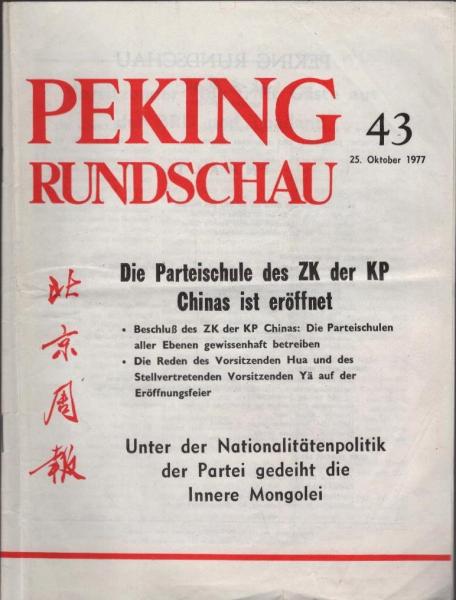 PEKING
RUNDSCHAU
43
25. Oktober 1977
北京周報
Die Parteischule des ZK der KP
Chinas ist eröffnet
• Beschluß des ZK der KP Chinas: Die Parteischulen
aller Ebenen gewissenhaft betreiben
• Die Reden des Vorsitzenden Hua und des
Stellvertretenden Vorsitzenden Yä auf der
Eröffnungsfeier
Unter der Nationalitätenpolitik
der Partei gedeiht die
Innere Mongolei
PEKING RUNDSCHAU